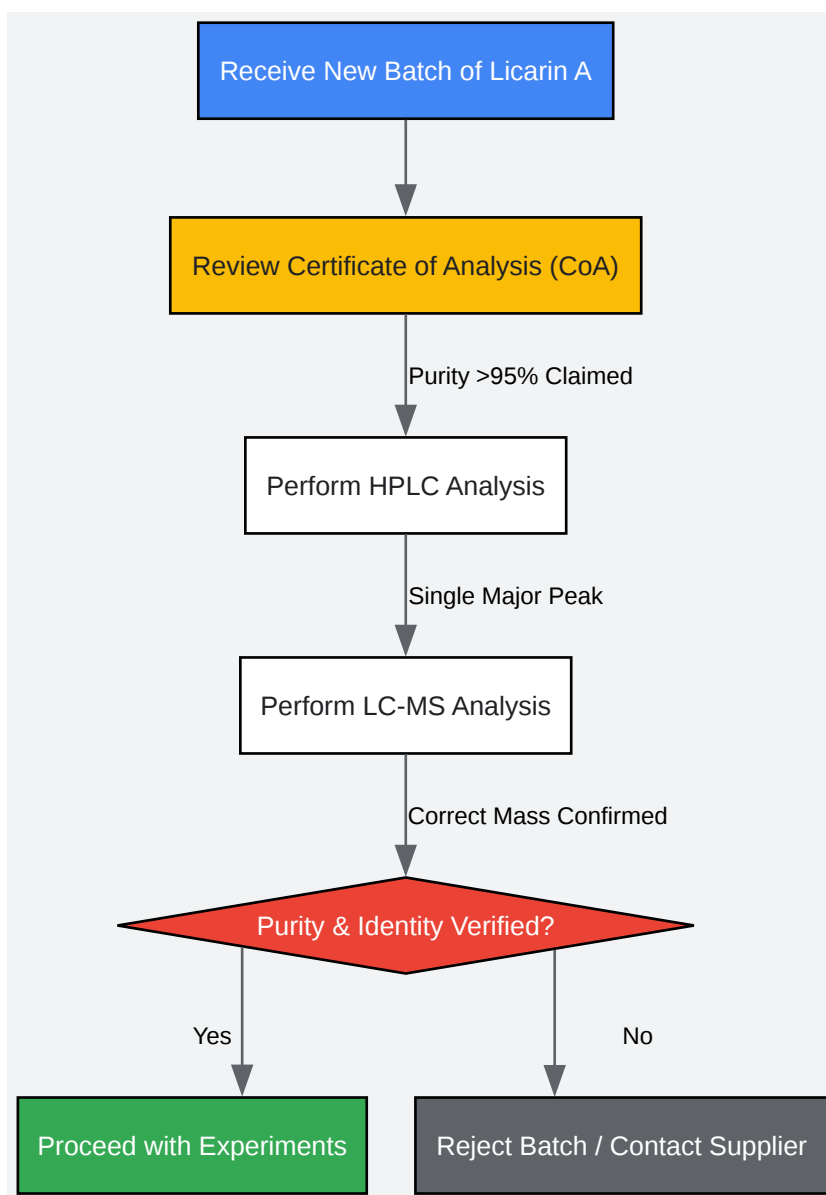 Receive New Batch of Licarin A
Review Certificate of Analysis (CoA)
Purity >95% Claimed
Perform HPLC Analysis
Single Major Peak
Perform LC-MS Analysis
Correct Mass Confirmed
Purity & Identity Verified?
Yes
No
Proceed with Experiments
Reject Batch / Contact Supplier